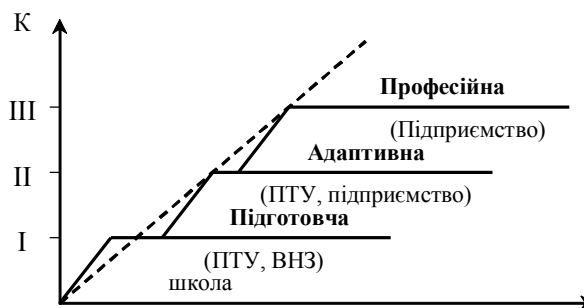 К
III
Професійна
(Підприємство)
II
Адаптивна
(ПТУ, підприємство)
Підготовча
I
(ПТУ, ВНЗ)
школа